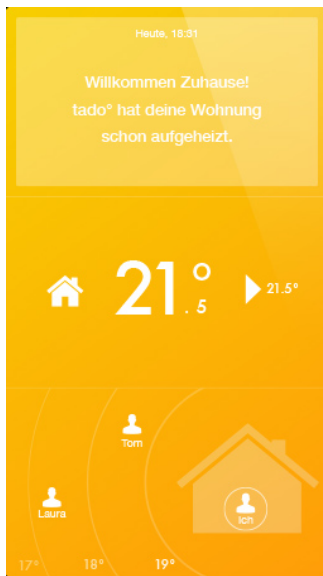 Heute, 18:31
Willkommen Zuhause!
tado° hat deine Wohnung
schon aufgeheizt.
21.5° 21.5°
Tom
Laura
Ich
17° 18° 19°